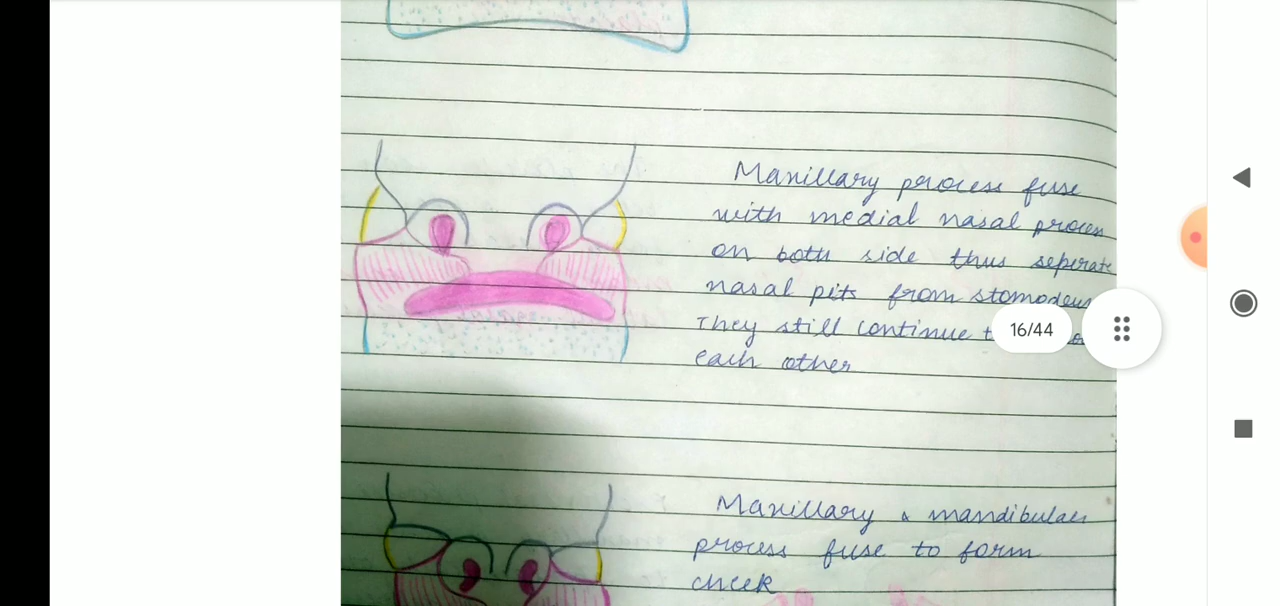 Maxillary process fuse
with medial nasal process
on both side thus seperate
nasal pits from stomodeu
They still continue
each other
16/44
Maxillary & mandibular
process fuse to form
cheek